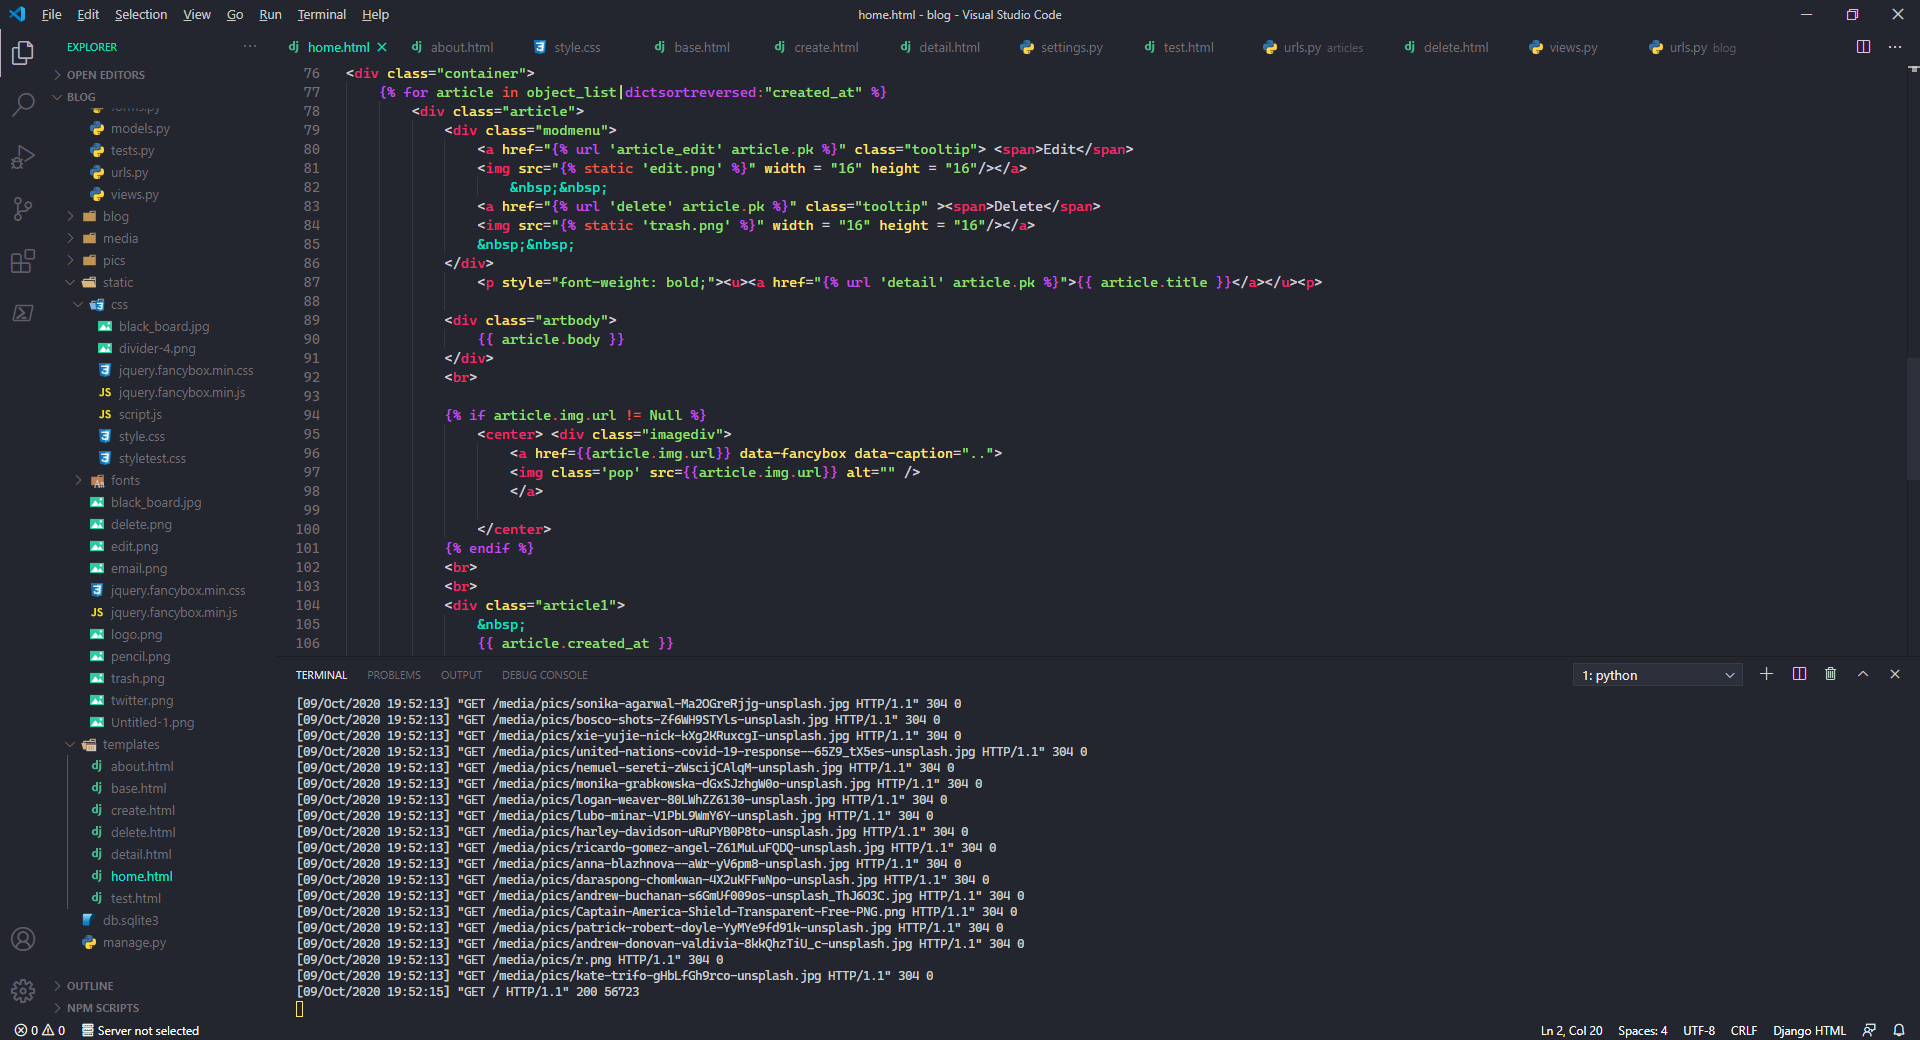 File Edit Selection View Go Run Terminal Help
home.html - blog - Visual Studio Code
EXPLORER
home.html about.html style.css base.html create.html detail.html settings.py test.html urls.py articles delete.html views.py urls.py blog
OPEN EDITORS
BLOG
forms.py
models.py
tests.py
urls.py
views.py
blog
media
pics
static
css
black_board.jpg
divider-4.png
jquery.fancybox.min.css
jquery.fancybox.min.js
script.js
style.css
styletest.css
fonts
black_board.jpg
delete.png
edit.png
email.png
jquery.fancybox.min.css
jquery.fancybox.min.js
logo.png
pencil.png
trash.png
twitter.png
Untitled-1.png
templates
about.html
base.html
create.html
delete.html
detail.html
home.html
test.html
db.sqlite3
manage.py
OUTLINE
NPM SCRIPTS
76 <div class="container">
77 {% for article in object_list|dictsortreversed:"created_at" %}
78 <div class="article">
79 <div class="modmenu">
80 <a href="{% url 'article_edit' article.pk %}" class="tooltip"> <span>Edit</span>
81 <img src="{% static 'edit.png' %}" width = "16" height = "16"/></a>
82 &nbsp;&nbsp;
83 <a href="{% url 'delete' article.pk %}" class="tooltip" ><span>Delete</span>
84 <img src="{% static 'trash.png' %}" width = "16" height = "16"/></a>
85 &nbsp;&nbsp;
86 </div>
87 <p style="font-weight: bold;"><u><a href="{% url 'detail' article.pk %}">{{ article.title }}</a></u><p>
88
89 <div class="artbody">
90 {{ article.body }}
91 </div>
92 <br>
93
94 {% if article.img.url != Null %}
95 <center> <div class="imagediv">
96 <a href={{article.img.url}} data-fancybox data-caption="..">
97 <img class='pop' src={{article.img.url}} alt="" />
98 </a>
99
100 </center>
101 {% endif %}
102 <br>
103 <br>
104 <div class="article1">
105 &nbsp;
106 {{ article.created_at }}
TERMINAL PROBLEMS OUTPUT DEBUG CONSOLE
1: python
[09/Oct/2020 19:52:13] "GET /media/pics/sonika-agarwal-Ma2OGreRjjg-unsplash.jpg HTTP/1.1" 304 0
[09/Oct/2020 19:52:13] "GET /media/pics/bosco-shots-Zf6WH9STYls-unsplash.jpg HTTP/1.1" 304 0
[09/Oct/2020 19:52:13] "GET /media/pics/xie-yujie-nick-kXg2KRuxcgI-unsplash.jpg HTTP/1.1" 304 0
[09/Oct/2020 19:52:13] "GET /media/pics/united-nations-covid-19-response--65Z9_tX5es-unsplash.jpg HTTP/1.1" 304 0
[09/Oct/2020 19:52:13] "GET /media/pics/nemuel-sereti-zWscijCAlqM-unsplash.jpg HTTP/1.1" 304 0
[09/Oct/2020 19:52:13] "GET /media/pics/monika-grabkowska-dGxSJzhgW0o-unsplash.jpg HTTP/1.1" 304 0
[09/Oct/2020 19:52:13] "GET /media/pics/logan-weaver-80LWhZZ6130-unsplash.jpg HTTP/1.1" 304 0
[09/Oct/2020 19:52:13] "GET /media/pics/lubo-minar-V1PbL9WmY6Y-unsplash.jpg HTTP/1.1" 304 0
[09/Oct/2020 19:52:13] "GET /media/pics/harley-davidson-uRuPYB0P8to-unsplash.jpg HTTP/1.1" 304 0
[09/Oct/2020 19:52:13] "GET /media/pics/ricardo-gomez-angel-Z61MuLuFQDQ-unsplash.jpg HTTP/1.1" 304 0
[09/Oct/2020 19:52:13] "GET /media/pics/anna-blazhnova--aWr-yV6pm8-unsplash.jpg HTTP/1.1" 304 0
[09/Oct/2020 19:52:13] "GET /media/pics/daraspong-chomkwan-4X2uKFFwNpo-unsplash.jpg HTTP/1.1" 304 0
[09/Oct/2020 19:52:13] "GET /media/pics/andrew-buchanan-s6GmUf009os-unsplash_ThJ6O3C.jpg HTTP/1.1" 304 0
[09/Oct/2020 19:52:13] "GET /media/pics/Captain-America-Shield-Transparent-Free-PNG.png HTTP/1.1" 304 0
[09/Oct/2020 19:52:13] "GET /media/pics/patrick-robert-doyle-YyMYe9fd91k-unsplash.jpg HTTP/1.1" 304 0
[09/Oct/2020 19:52:13] "GET /media/pics/andrew-donovan-valdivia-8kkQhzTiU_c-unsplash.jpg HTTP/1.1" 304 0
[09/Oct/2020 19:52:13] "GET /media/pics/r.png HTTP/1.1" 304 0
[09/Oct/2020 19:52:13] "GET /media/pics/kate-trifo-gHbLfGh9rco-unsplash.jpg HTTP/1.1" 304 0
[09/Oct/2020 19:52:15] "GET / HTTP/1.1" 200 56723
0 0 Server not selected
Ln 2, Col 20 Spaces: 4 UTF-8 CRLF Django HTML